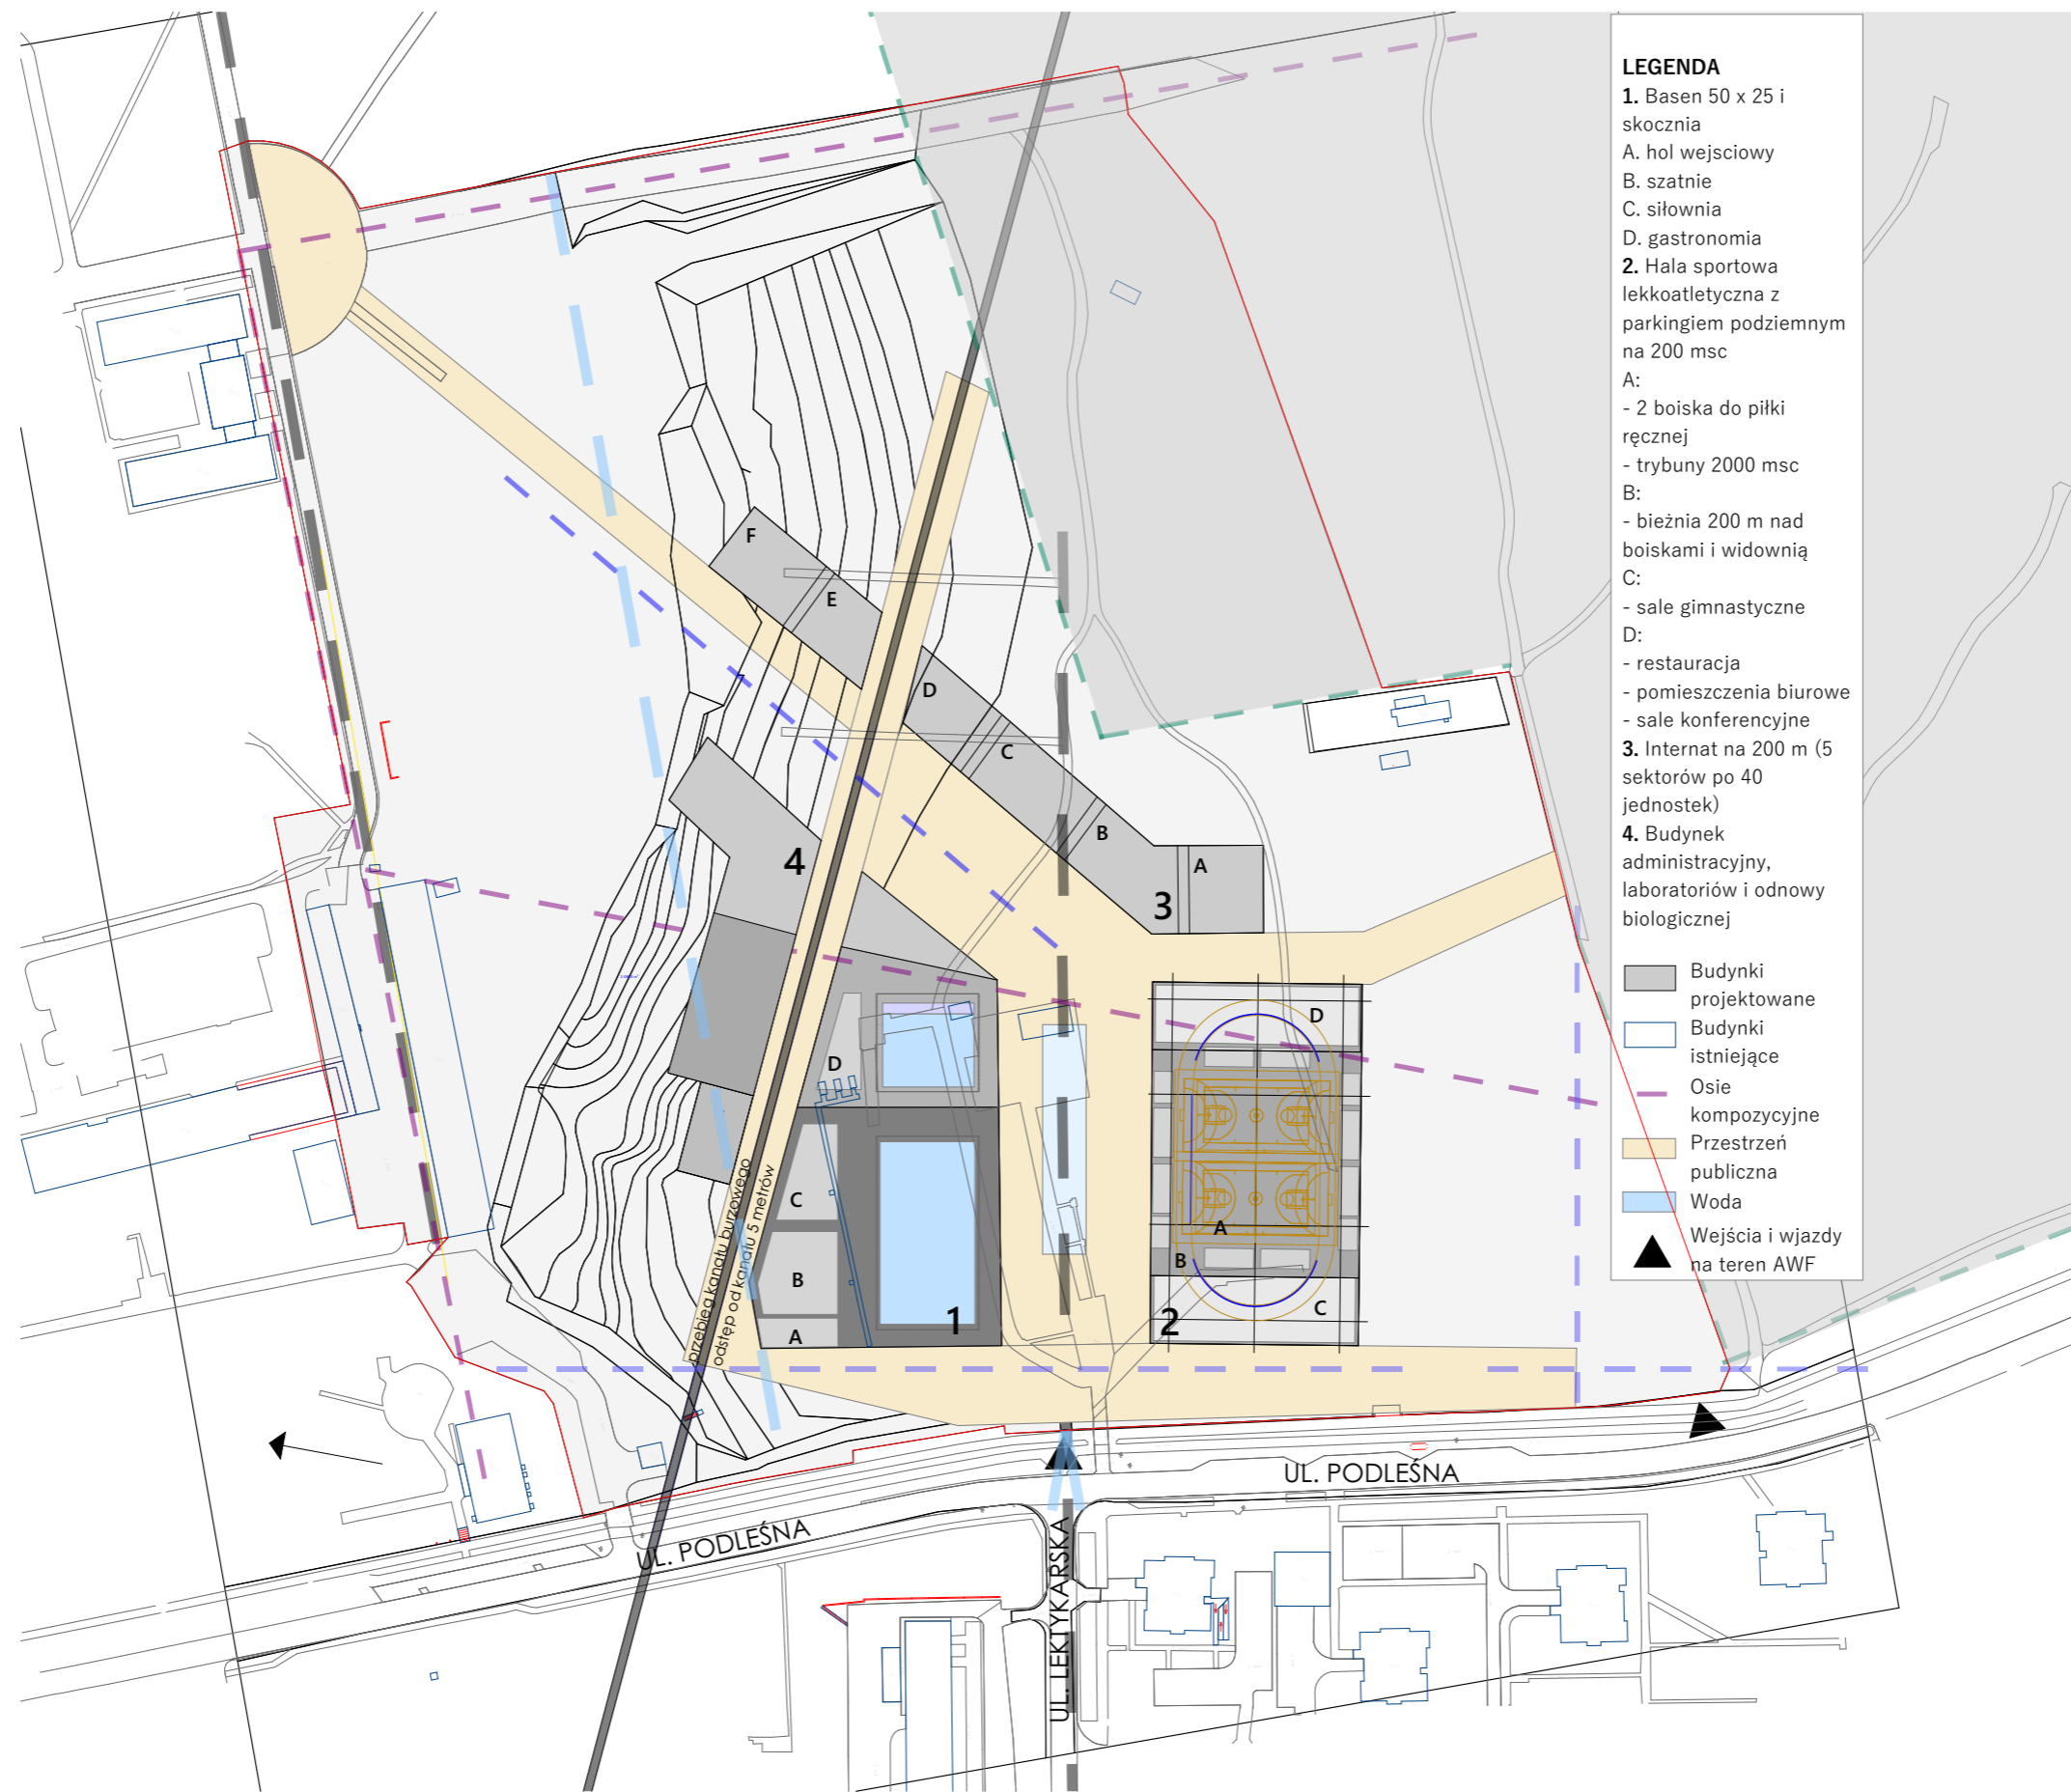 LEGENDA
1. Basen 50 x 25 i
skocznia
A. hol wejsciowy
B. szatnie
C. siłownia
D. gastronomia
2. Hala sportowa
lekkoatletyczna z
parkingiem podziemnym
na 200 msc
A:
- 2 boiska do piłki
ręcznej
- trybuny 2000 msc
B:
- bieżnia 200 m nad
boiskami i widownią
C:
- sale gimnastyczne
D:
- restauracja
- pomieszczenia biurowe
- sale konferencyjne
3. Internat na 200 m (5
sektorów po 40
jednostek)
4. Budynek
administracyjny,
laboratoriów i odnowy
biologicznej
Budynki
projektowane
Budynki
istniejące
Osie
kompozycyjne
Przestrzeń
publiczna
Woda
Wejścia i wjazdy
na teren AWF
F
E
D
C
B
A
3
4
D
C
B
A
1
D
A
B
C
2
przebieg kanału burzowego
odstęp od kanału 5 metrów
UL. PODLEŚNA
UL. PODLEŚNA
UL. LEKTYKARSKA